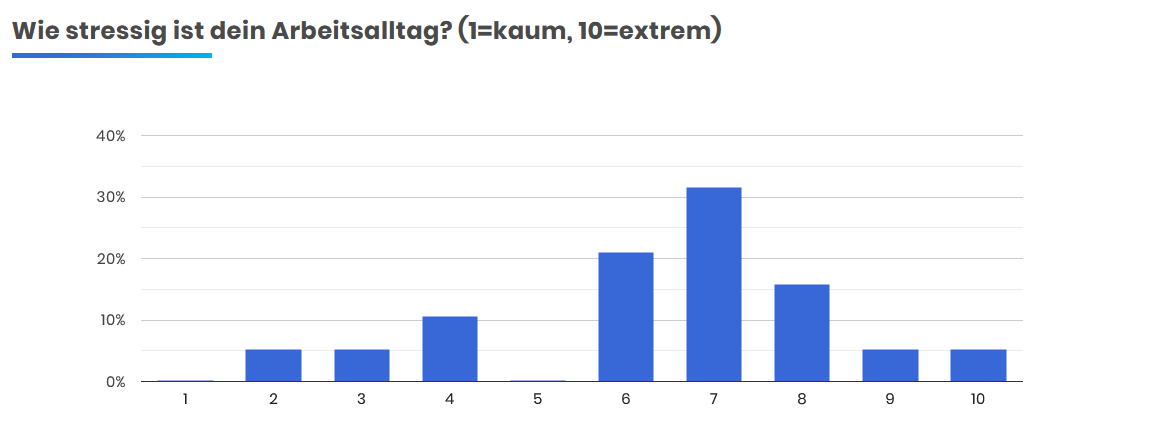 Wie stressig ist dein Arbeitsalltag? (1=kaum, 10=extrem)
40%
30%
20%
10%
0%
1 2 3 4 5 6 7 8 9 10